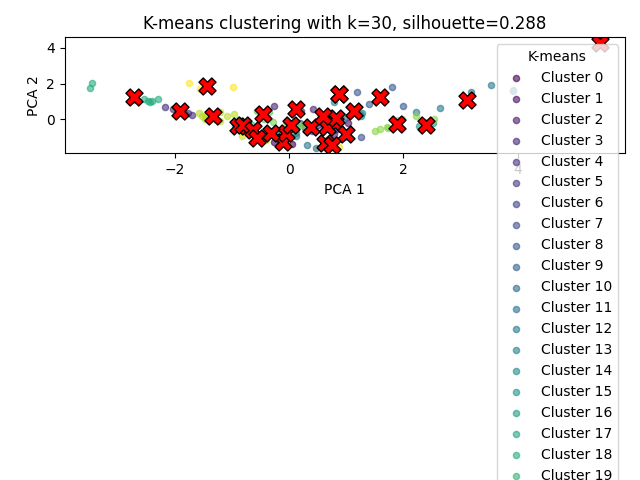 K-means clustering with k=30, silhouette=0.288
4
2
0
PCA 2
−2
0
2
4
PCA 1
K-means
Cluster 0
Cluster 1
Cluster 2
Cluster 3
Cluster 4
Cluster 5
Cluster 6
Cluster 7
Cluster 8
Cluster 9
Cluster 10
Cluster 11
Cluster 12
Cluster 13
Cluster 14
Cluster 15
Cluster 16
Cluster 17
Cluster 18
Cluster 19